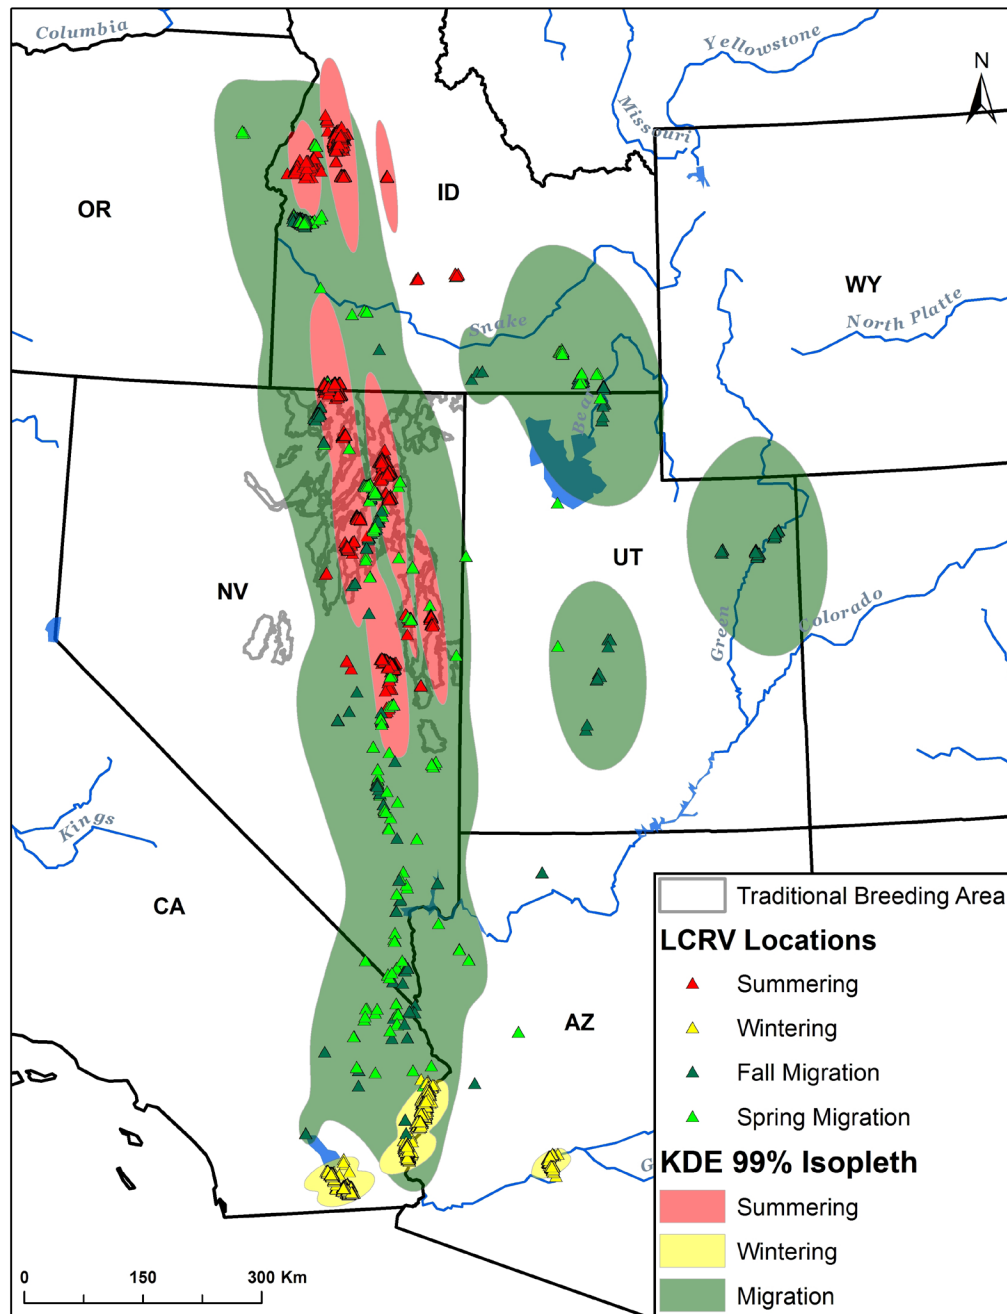 Columbia
Yellowstone
N
Missouri
OR
ID
WY
North Platte
Snake
Bear
NV
UT
Green
Colorado
Kings
CA
AZ
G
Traditional Breeding Area
LCRV Locations
Summering
Wintering
Fall Migration
Spring Migration
KDE 99% Isopleth
Summering
Wintering
Migration
0 150 300 Km